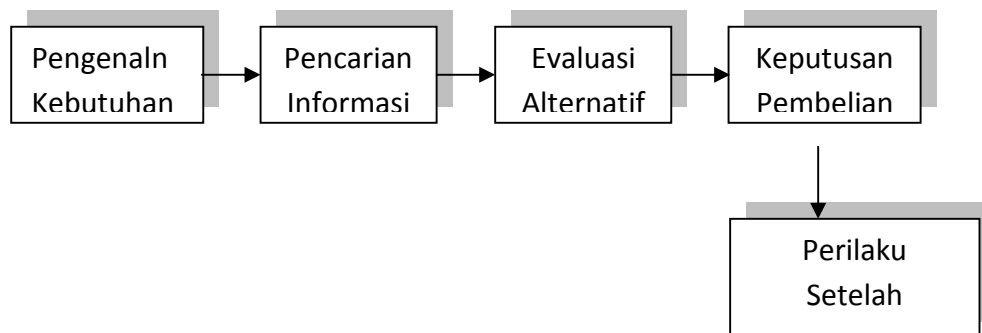 Pengenaln
Kebutuhan
Pencarian
Informasi
Evaluasi
Alternatif
Keputusan
Pembelian
Perilaku
Setelah